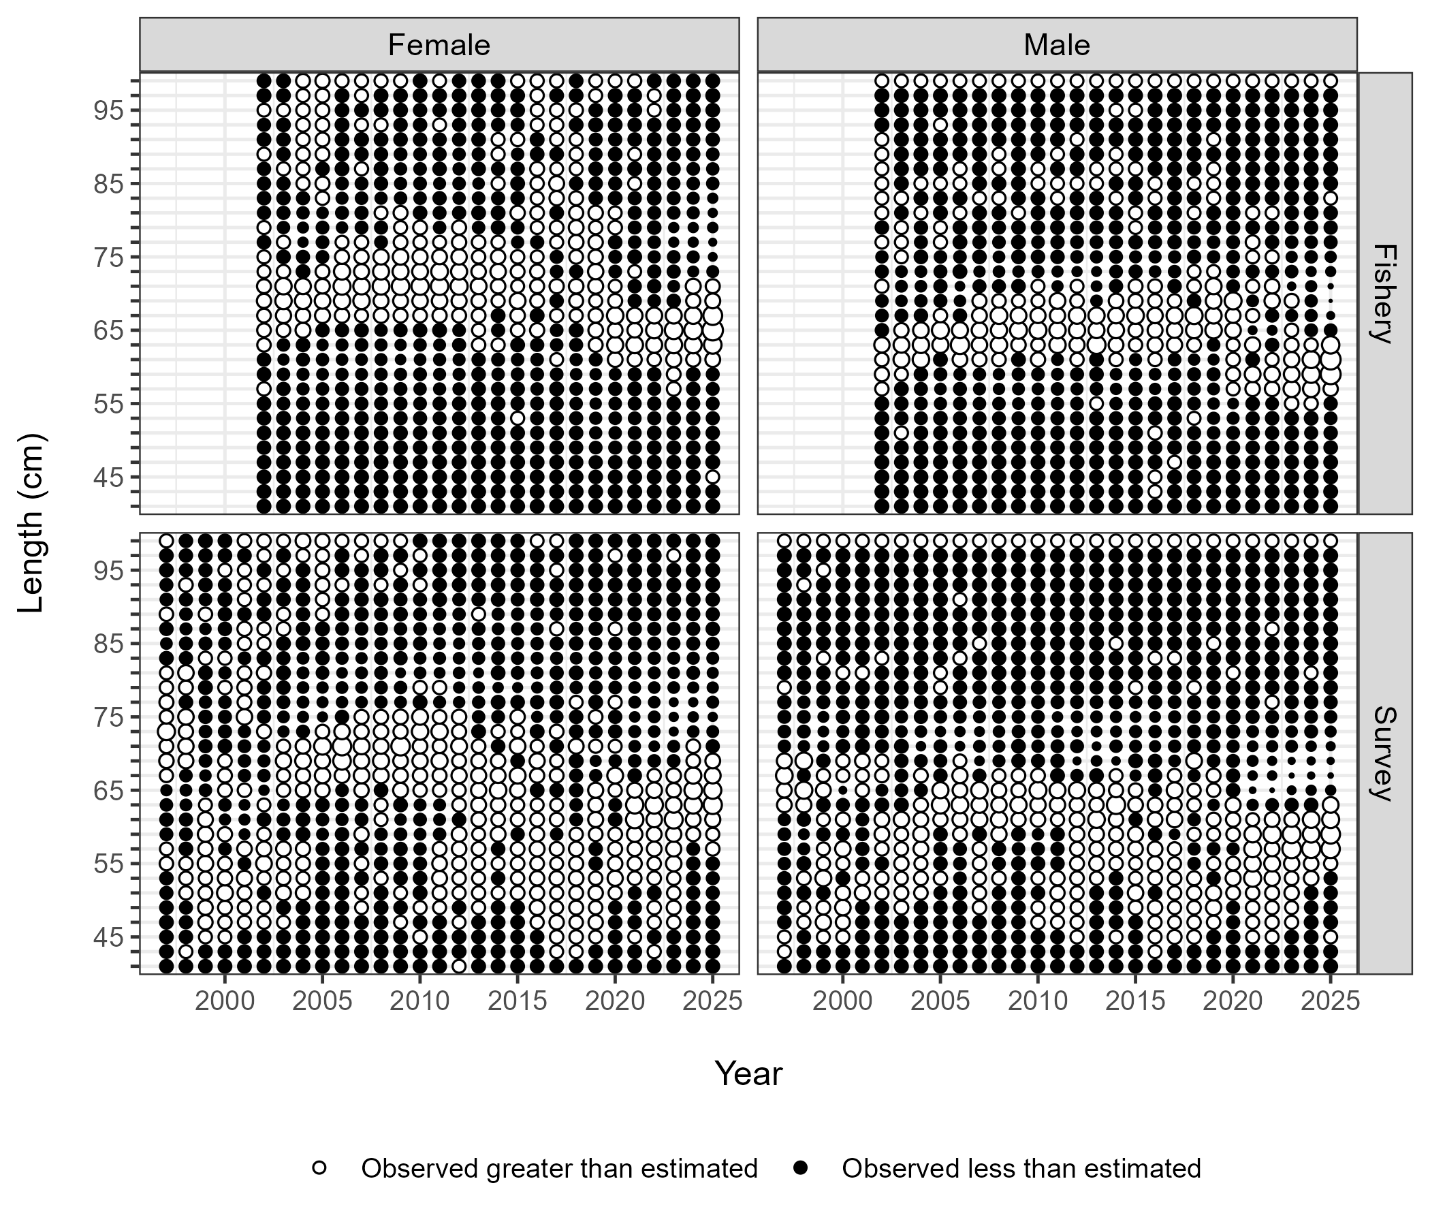 Female
Male
95
85
75
65
55
45
Fishery
95
85
75
65
55
45
Survey
Length (cm)
2000 2005 2010 2015 2020 2025
2000 2005 2010 2015 2020 2025
Year
Observed greater than estimated
Observed less than estimated